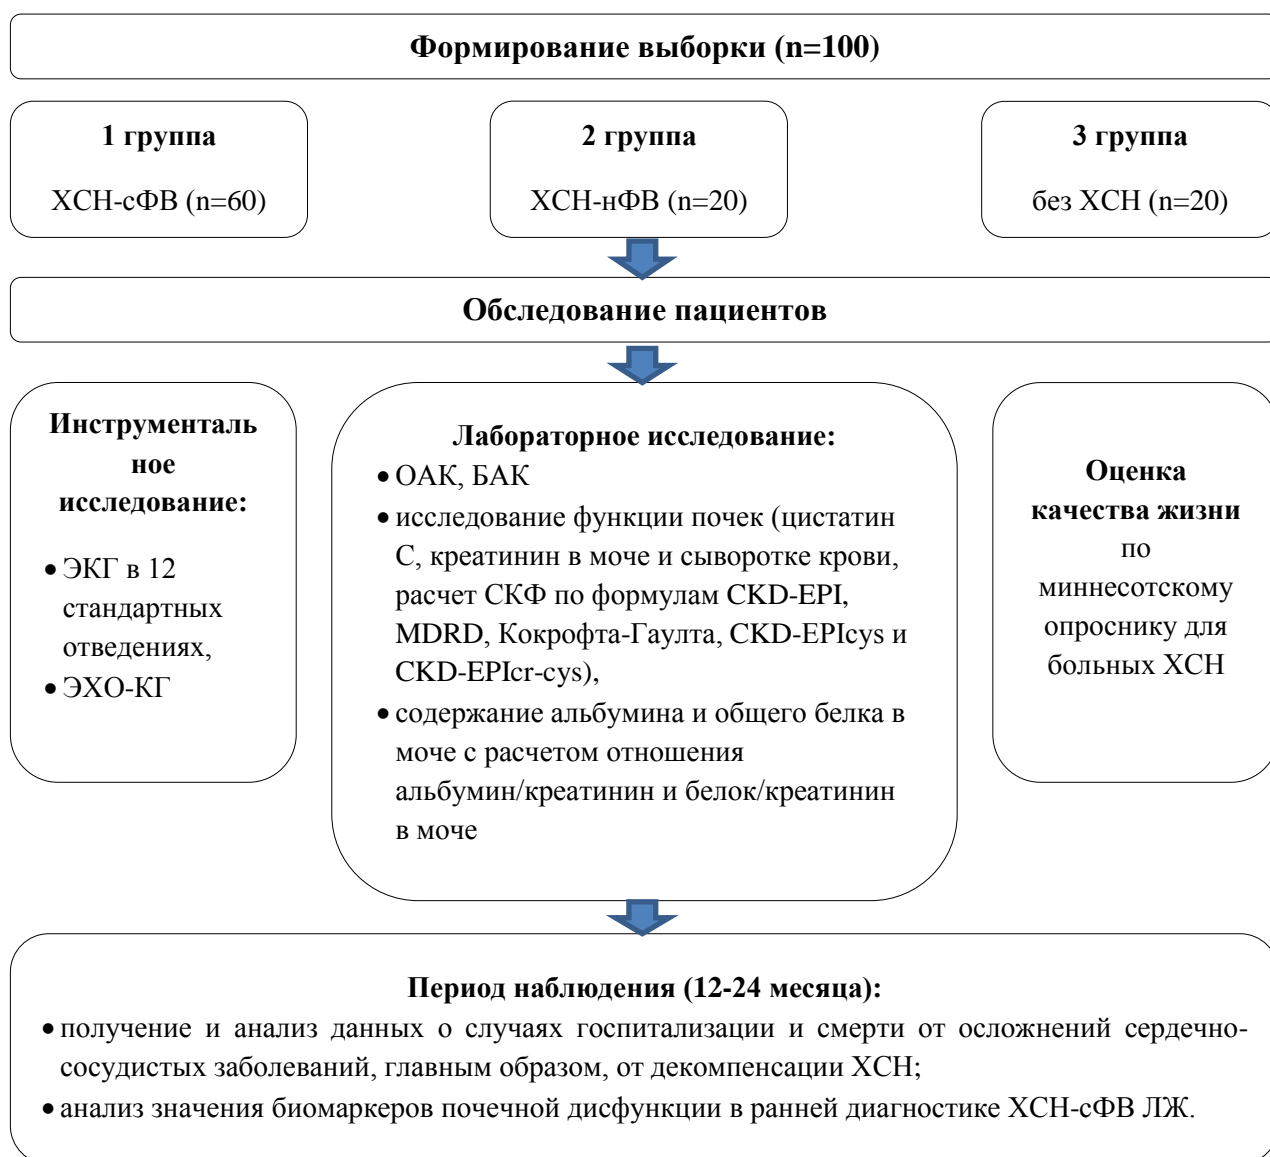 Формирование выборки (n=100)
1 группа
ХСН-сФВ (n=60)
2 группа
ХСН-нФВ (n=20)
3 группа
без ХСН (n=20)
Обследование пациентов
Инструменталь
ное
исследование:
• ЭКГ в 12
стандартных
отведениях,
• ЭХО-КГ
Лабораторное исследование:
• ОАК, БАК
• исследование функции почек (цистатин
С, креатинин в моче и сыворотке крови,
расчет СКФ по формулам CKD-EPI,
MDRD, Кокрофта-Гаулта, CKD-EPIcys и
CKD-EPIcr-cys),
• содержание альбумина и общего белка в
моче с расчетом отношения
альбумин/креатинин и белок/креатинин
в моче
Оценка
качества жизни
по
миннесотскому
опроснику для
больных ХСН
Период наблюдения (12-24 месяца):
• получение и анализ данных о случаях госпитализации и смерти от осложнений сердечно-
сосудистых заболеваний, главным образом, от декомпенсации ХСН;
• анализ значения биомаркеров почечной дисфункции в ранней диагностике ХСН-сФВ ЛЖ.